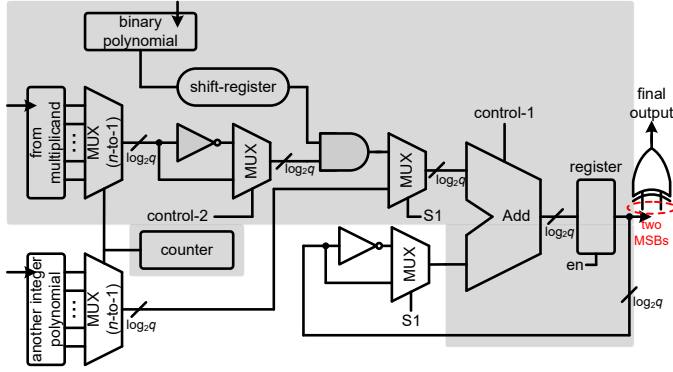 binary
polynomial
shift-register
final
output
control-1
from
multiplicand
MUX
(n-to-1)
log₂q
MUX
log₂q
MUX
log₂q
register
control-2
S1
Add
log₂q
two
MSBs
counter
en
another integer
polynomial
MUX
(n-to-1)
log₂q
MUX
S1
log₂q